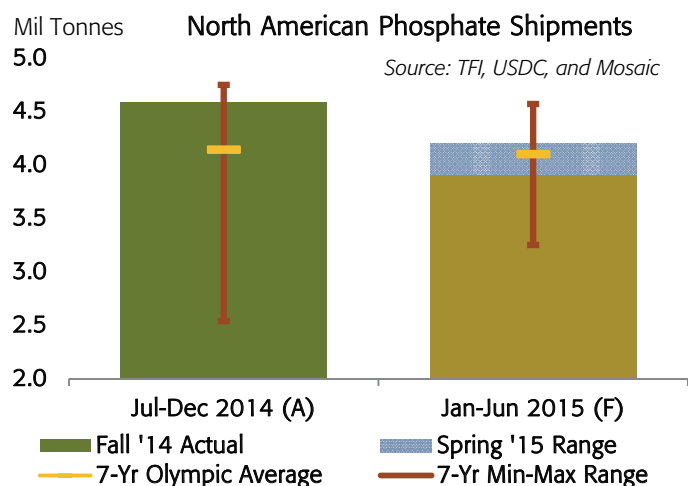 Mil Tonnes
North American Phosphate Shipments
Source: TFI, USDC, and Mosaic
5.0
4.5
4.0
3.5
3.0
2.5
2.0
Jul-Dec 2014 (A)
Jan-Jun 2015 (F)
Fall '14 Actual
Spring '15 Range
7-Yr Olympic Average
7-Yr Min-Max Range